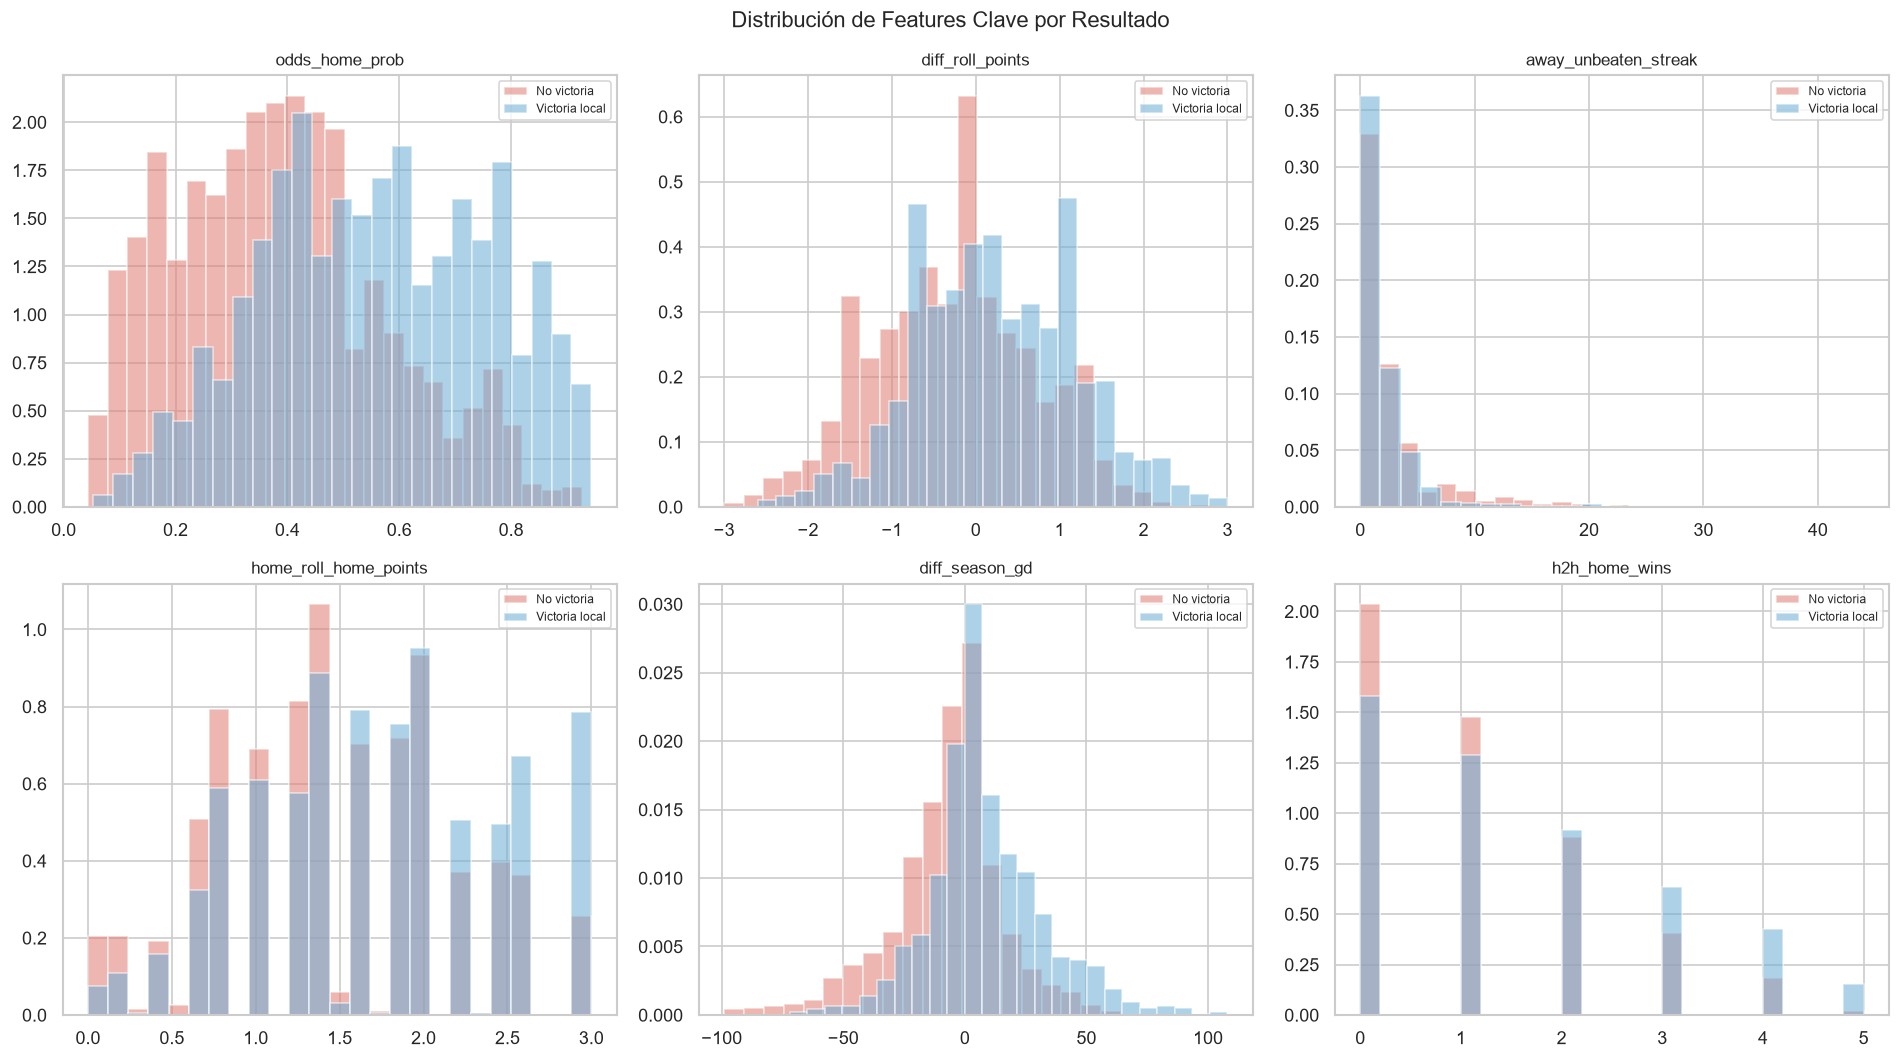 Distribución de Features Clave por Resultado
odds_home_prob
No victoria
Victoria local
2.00
1.75
1.50
1.25
1.00
0.75
0.50
0.25
0.00
0.0 0.2 0.4 0.6 0.8
diff_roll_points
No victoria
Victoria local
0.6
0.5
0.4
0.3
0.2
0.1
0.0
−3 −2 −1 0 1 2 3
away_unbeaten_streak
No victoria
Victoria local
0.35
0.30
0.25
0.20
0.15
0.10
0.05
0.00
0 10 20 30 40
home_roll_home_points
No victoria
Victoria local
1.0
0.8
0.6
0.4
0.2
0.0
0.0 0.5 1.0 1.5 2.0 2.5 3.0
diff_season_gd
No victoria
Victoria local
0.030
0.025
0.020
0.015
0.010
0.005
0.000
−100 −50 0 50 100
h2h_home_wins
No victoria
Victoria local
2.00
1.75
1.50
1.25
1.00
0.75
0.50
0.25
0.00
0 1 2 3 4 5